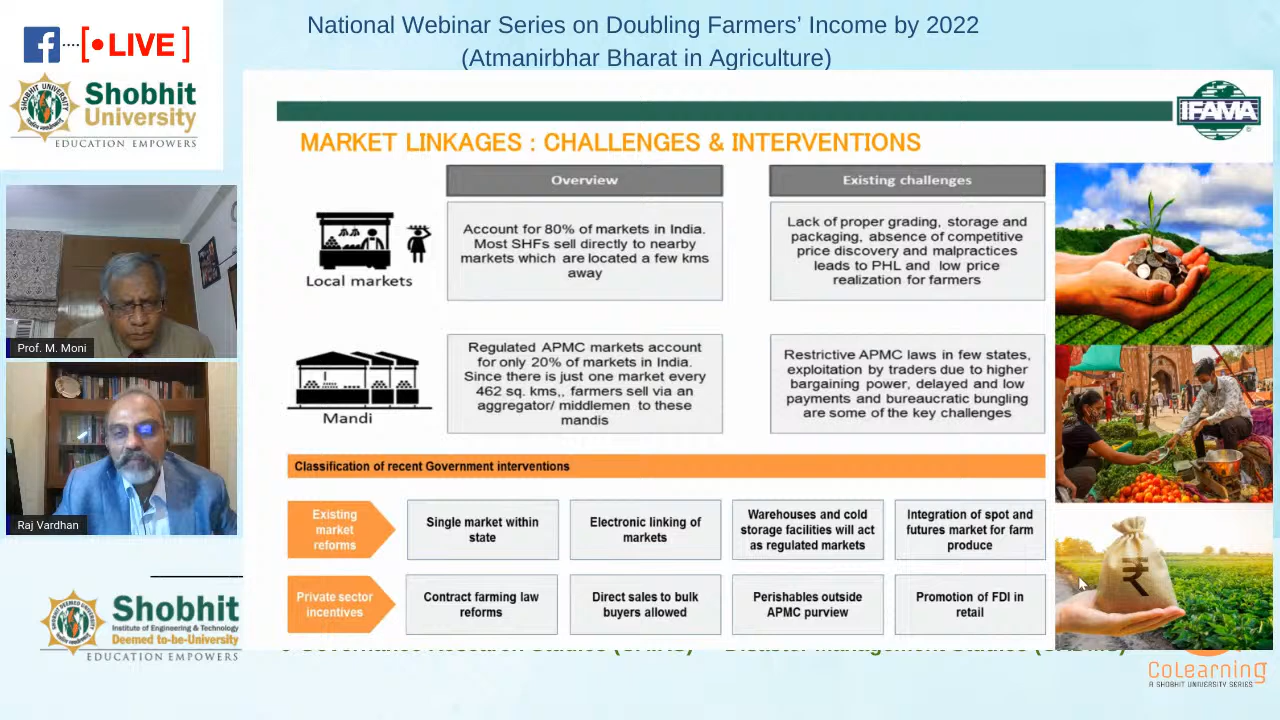 National Webinar Series on Doubling Farmers' Income by 2022
(Atmanirbhar Bharat in Agriculture)
f
[•LIVE]
SHOBHIT UNIVERSITY
Shobhit
University
EDUCATION EMPOWERS
IFAMA
MARKET LINKAGES : CHALLENGES & INTERVENTIONS
Overview
Existing challenges
Local markets
Account for 80% of markets in India.
Most SHFs sell directly to nearby
markets which are located a few kms
away
Lack of proper grading, storage and
packaging, absence of competitive
price discovery and malpractices
leads to PHL and low price
realization for farmers
Mandi
Regulated APMC markets account
for only 20% of markets in India.
Since there is just one market every
462 sq. kms,, farmers sell via an
aggregator/ middlemen to these
mandis
Restrictive APMC laws in few states,
exploitation by traders due to higher
bargaining power, delayed and low
payments and bureaucratic bungling
are some of the key challenges
Classification of recent Government interventions
Existing
market
reforms
Single market within
state
Electronic linking of
markets
Warehouses and cold
storage facilities will act
as regulated markets
Integration of spot and
futures market for farm
produce
Private sector
incentives
Contract farming law
reforms
Direct sales to bulk
buyers allowed
Perishables outside
APMC purview
Promotion of FDI in
retail
₹
Prof. M. Moni
Raj Vardhan
Shobhit
Institute of Engineering & Technology
Deemed to-be-University
EDUCATION EMPOWERS
CoLearning
A SHOBHIT UNIVERSITY SERIES